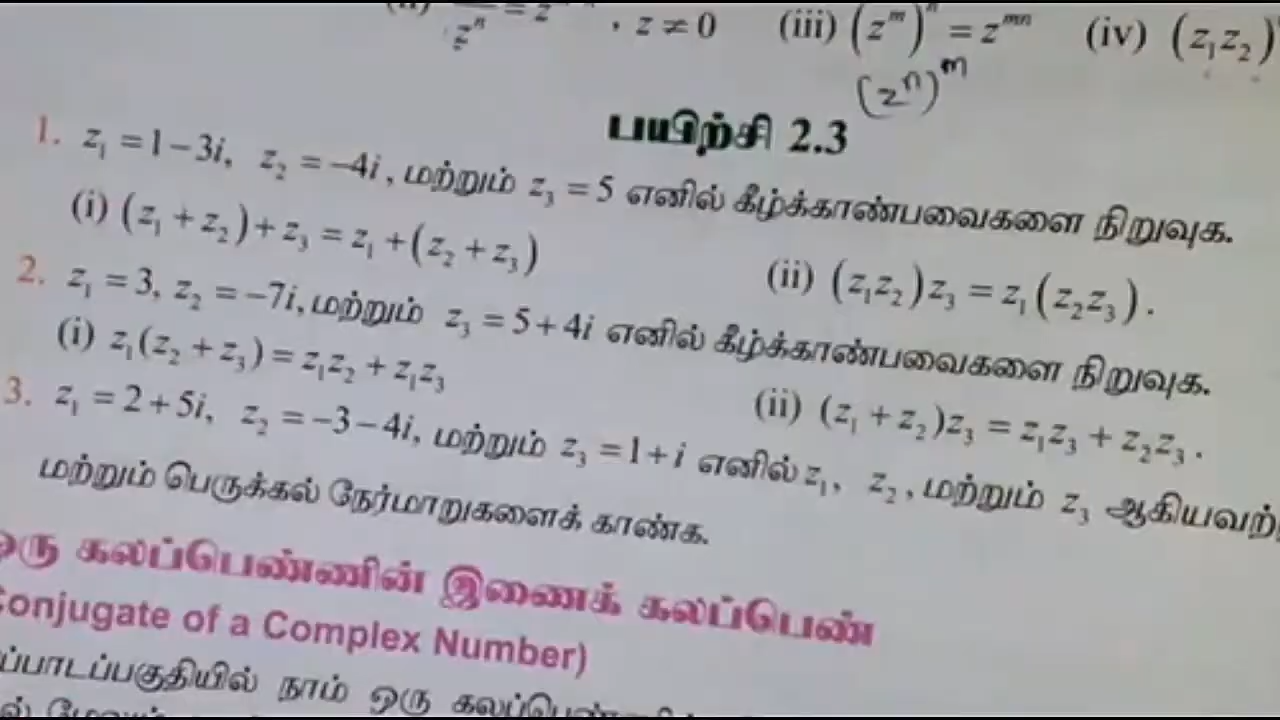 , z ≠ 0 (iii) (z^m)^n = z^{mn} (iv) (z₁z₂)
(z^n)^m
பயிற்சி 2.3
1. z₁ = 1 – 3i, z₂ = –4i, மற்றும் z₃ = 5 எனில் கீழ்க்காண்பவைகளை நிறுவுக.
(i) (z₁ + z₂) + z₃ = z₁ + (z₂ + z₃) (ii) (z₁z₂)z₃ = z₁(z₂z₃).
2. z₁ = 3, z₂ = –7i, மற்றும் z₃ = 5 + 4i எனில் கீழ்க்காண்பவைகளை நிறுவுக.
(i) z₁(z₂ + z₃) = z₁z₂ + z₁z₃ (ii) (z₁ + z₂)z₃ = z₁z₃ + z₂z₃.
3. z₁ = 2 + 5i, z₂ = –3 – 4i, மற்றும் z₃ = 1 + i எனில் z₁, z₂, மற்றும் z₃ ஆகியவற்
மற்றும் பெருக்கல் நேர்மாறுகளைக் காண்க.
ஒரு கலப்பெண்ணின் இணைக் கலப்பெண்
Conjugate of a Complex Number)
ப்பாடப்பகுதியில் நாம் ஒரு